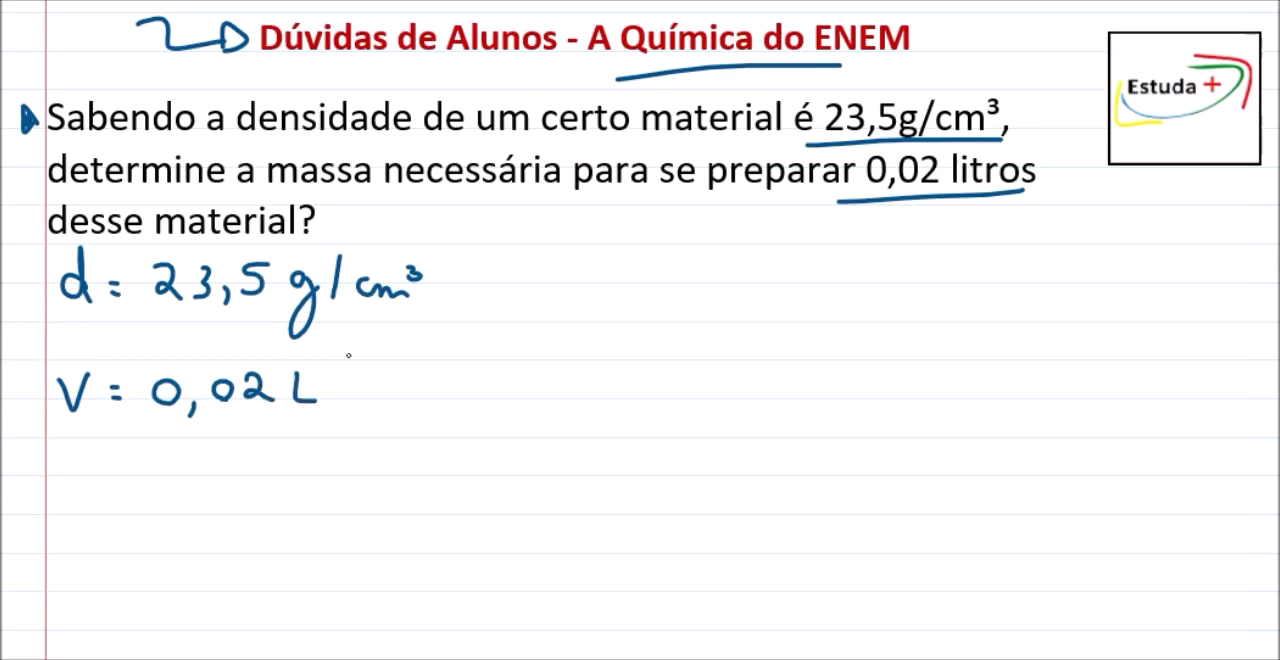 Dúvidas de Alunos - A Química do ENEM
Estuda +
Sabendo a densidade de um certo material é 23,5g/cm³,
determine a massa necessária para se preparar 0,02 litros
desse material?
d = 23,5 g/cm³
V = 0,02 L